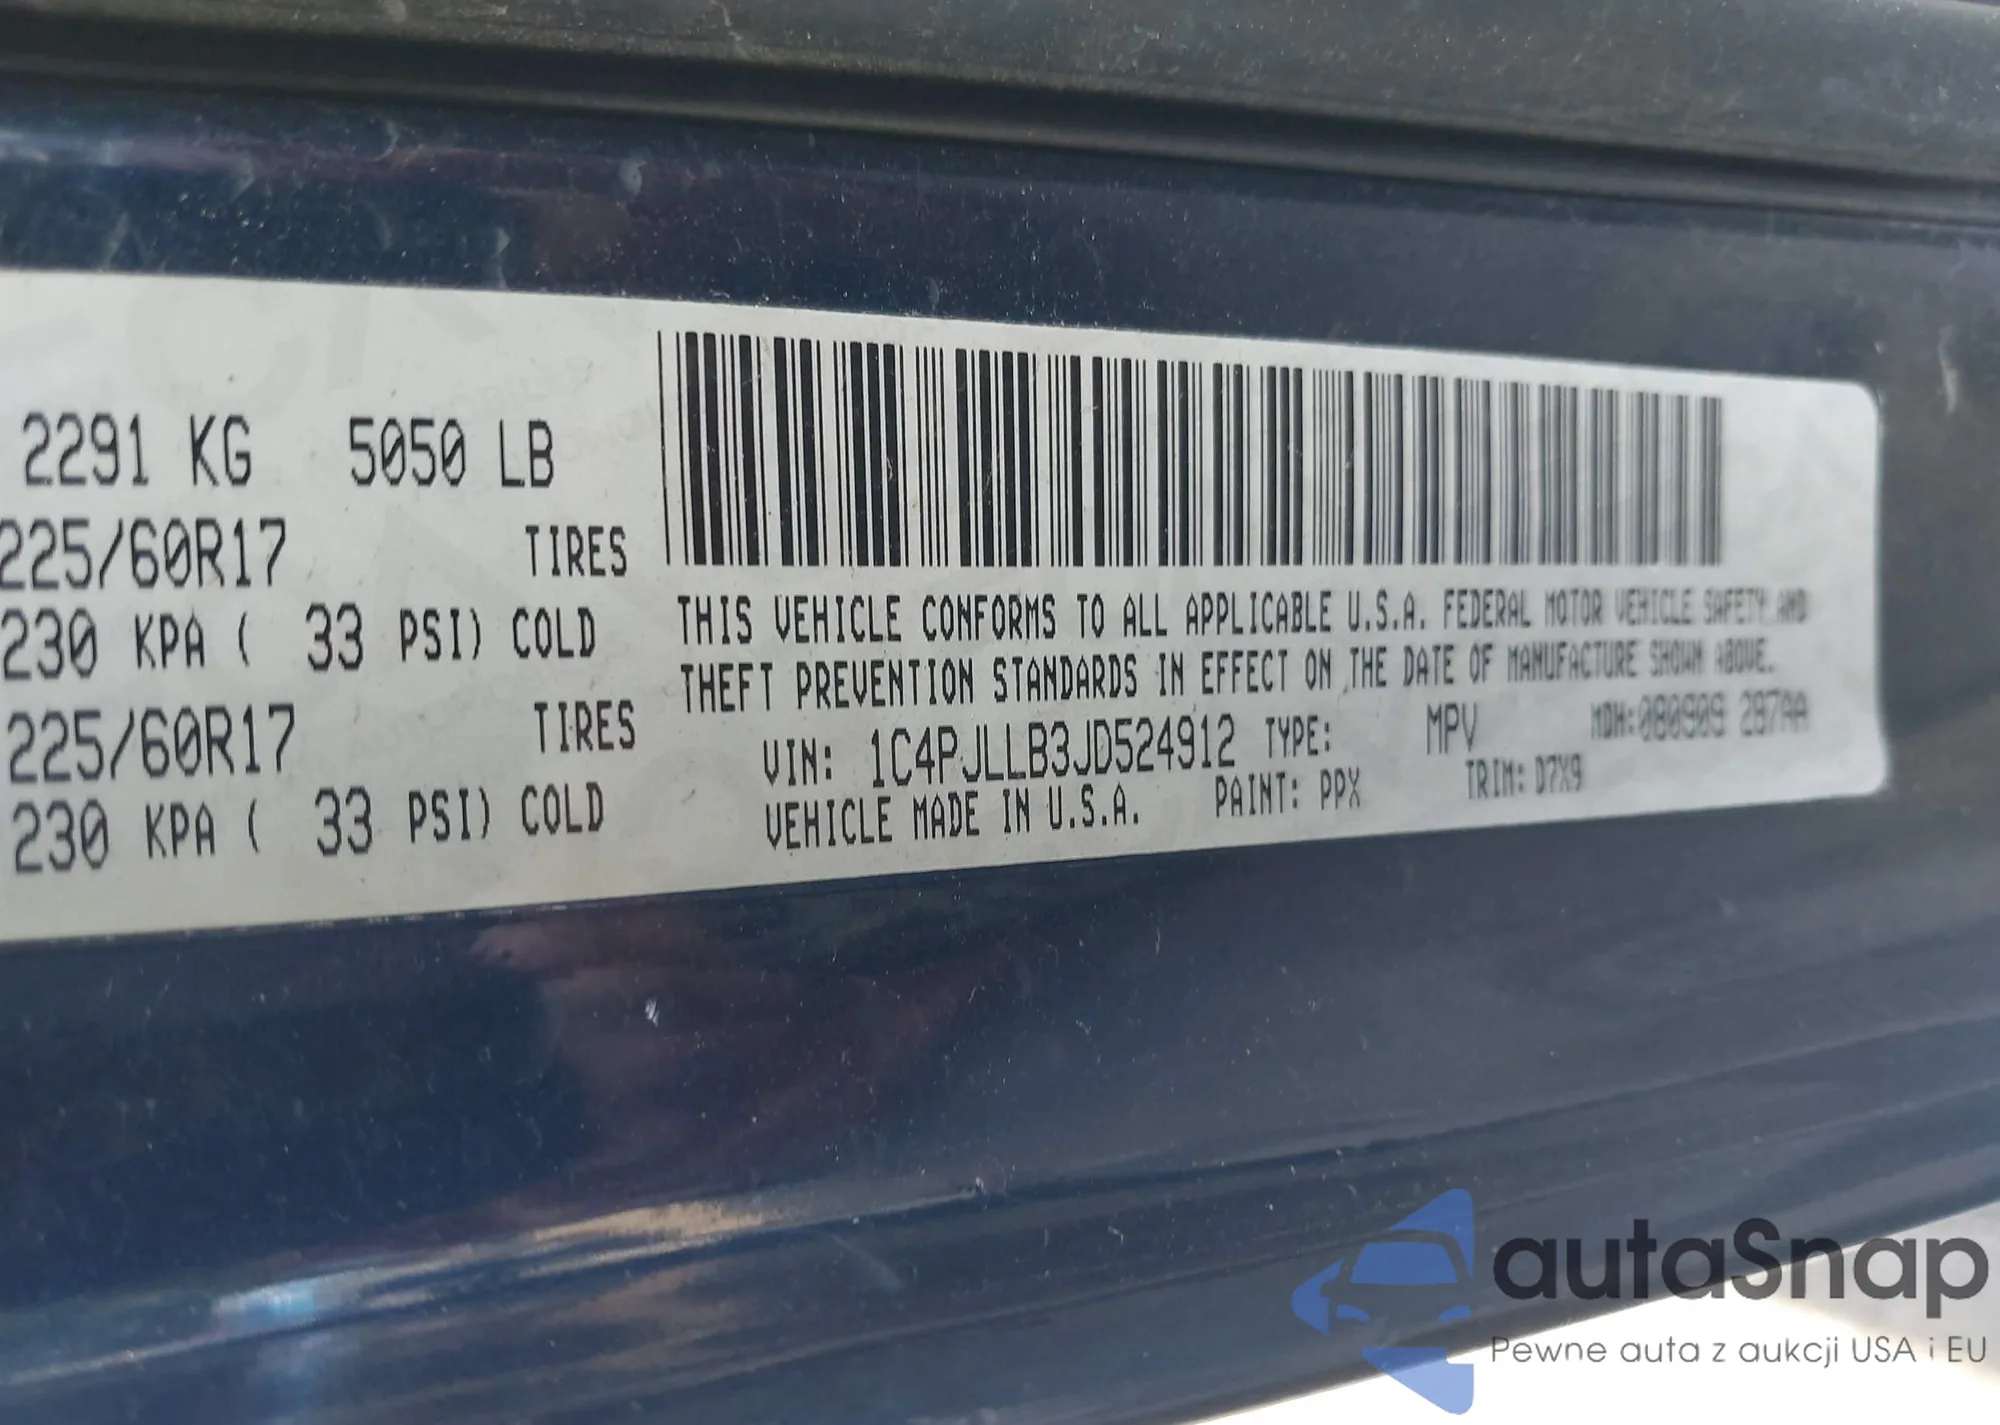 2291 KG 5050 LB
225/60R17 TIRES
230 KPA ( 33 PSI) COLD
225/60R17 TIRES
230 KPA ( 33 PSI) COLD
THIS VEHICLE CONFORMS TO ALL APPLICABLE U.S.A. FEDERAL MOTOR VEHICLE SAFETY AND
THEFT PREVENTION STANDARDS IN EFFECT ON THE DATE OF MANUFACTURE SHOWN ABOVE.
VIN: 1C4PJLLB3JD524912 TYPE: MPV MDH:080909 287AA
VEHICLE MADE IN U.S.A. PAINT: PPX TRIM: D7X9
autaSnap
Pewne auta z aukcji USA i EU